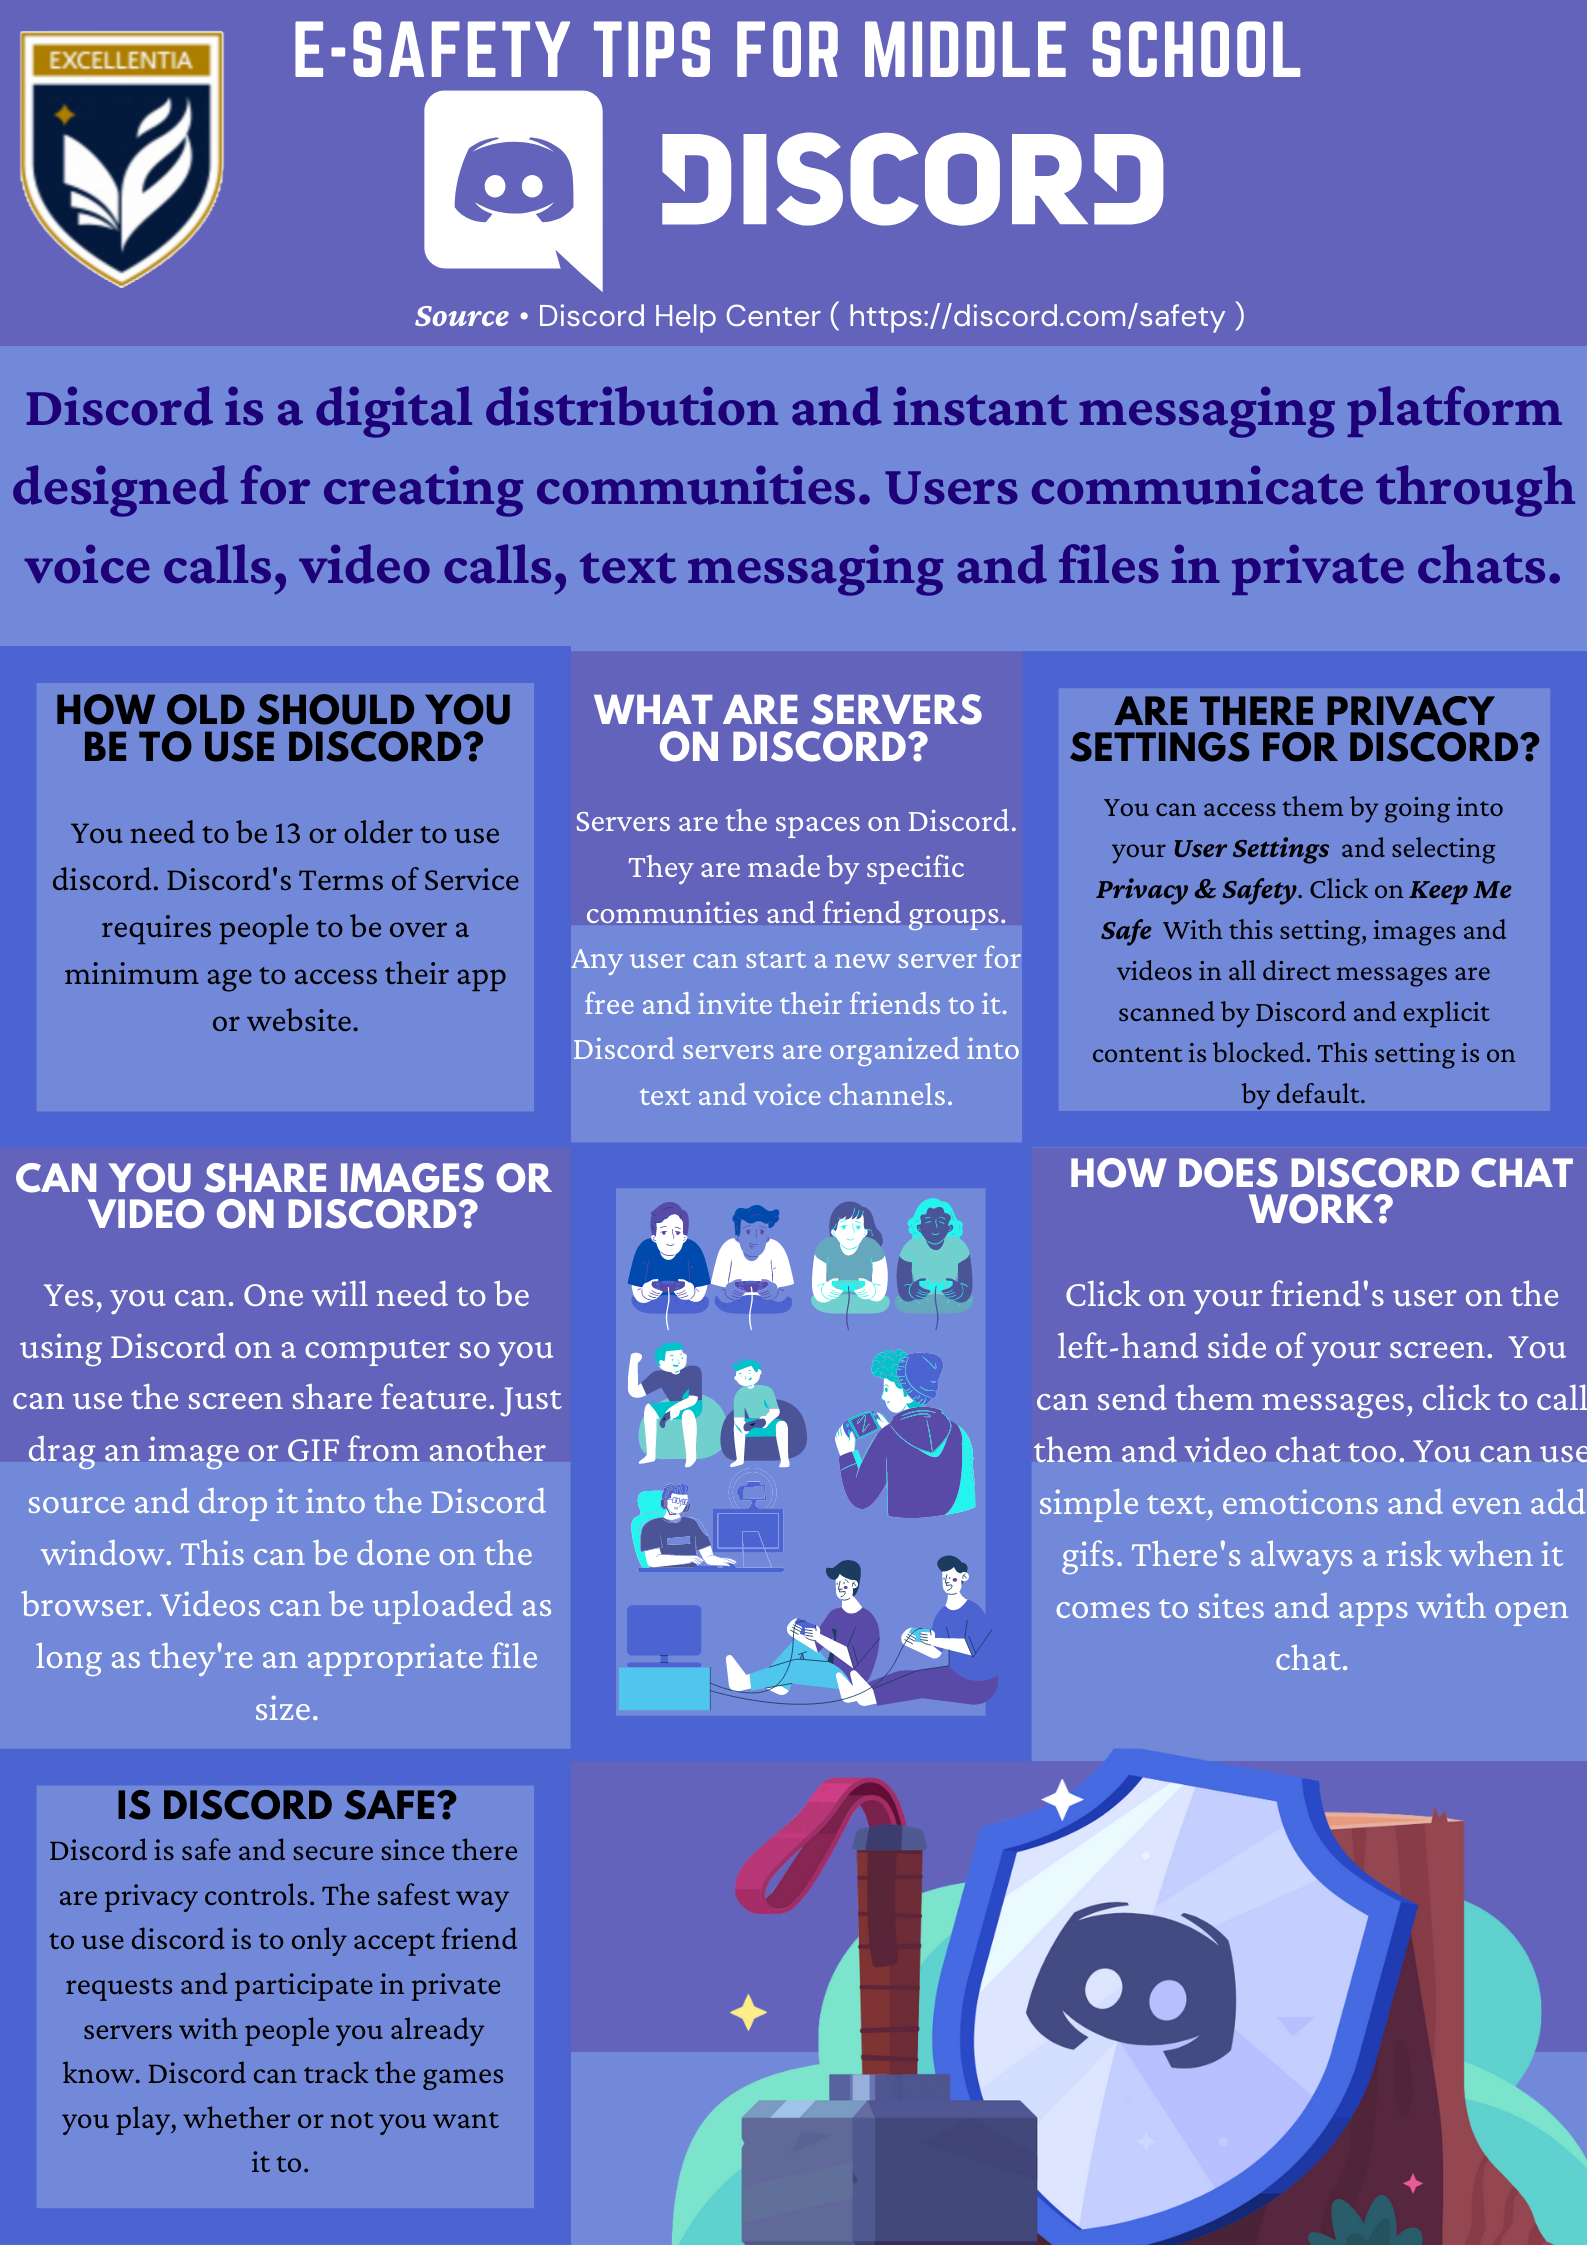 EXCELLENTIA
E-SAFETY TIPS FOR MIDDLE SCHOOL
DISCORD
Source • Discord Help Center ( https://discord.com/safety )
Discord is a digital distribution and instant messaging platform
designed for creating communities. Users communicate through
voice calls, video calls, text messaging and files in private chats.
HOW OLD SHOULD YOU
BE TO USE DISCORD?
You need to be 13 or older to use
discord. Discord's Terms of Service
requires people to be over a
minimum age to access their app
or website.
WHAT ARE SERVERS
ON DISCORD?
Servers are the spaces on Discord.
They are made by specific
communities and friend groups.
Any user can start a new server for
free and invite their friends to it.
Discord servers are organized into
text and voice channels.
ARE THERE PRIVACY
SETTINGS FOR DISCORD?
You can access them by going into
your User Settings and selecting
Privacy & Safety. Click on Keep Me
Safe With this setting, images and
videos in all direct messages are
scanned by Discord and explicit
content is blocked. This setting is on
by default.
CAN YOU SHARE IMAGES OR
VIDEO ON DISCORD?
Yes, you can. One will need to be
using Discord on a computer so you
can use the screen share feature. Just
drag an image or GIF from another
source and drop it into the Discord
window. This can be done on the
browser. Videos can be uploaded as
long as they're an appropriate file
size.
HOW DOES DISCORD CHAT
WORK?
Click on your friend's user on the
left-hand side of your screen. You
can send them messages, click to call
them and video chat too. You can use
simple text, emoticons and even add
gifs. There's always a risk when it
comes to sites and apps with open
chat.
IS DISCORD SAFE?
Discord is safe and secure since there
are privacy controls. The safest way
to use discord is to only accept friend
requests and participate in private
servers with people you already
know. Discord can track the games
you play, whether or not you want
it to.